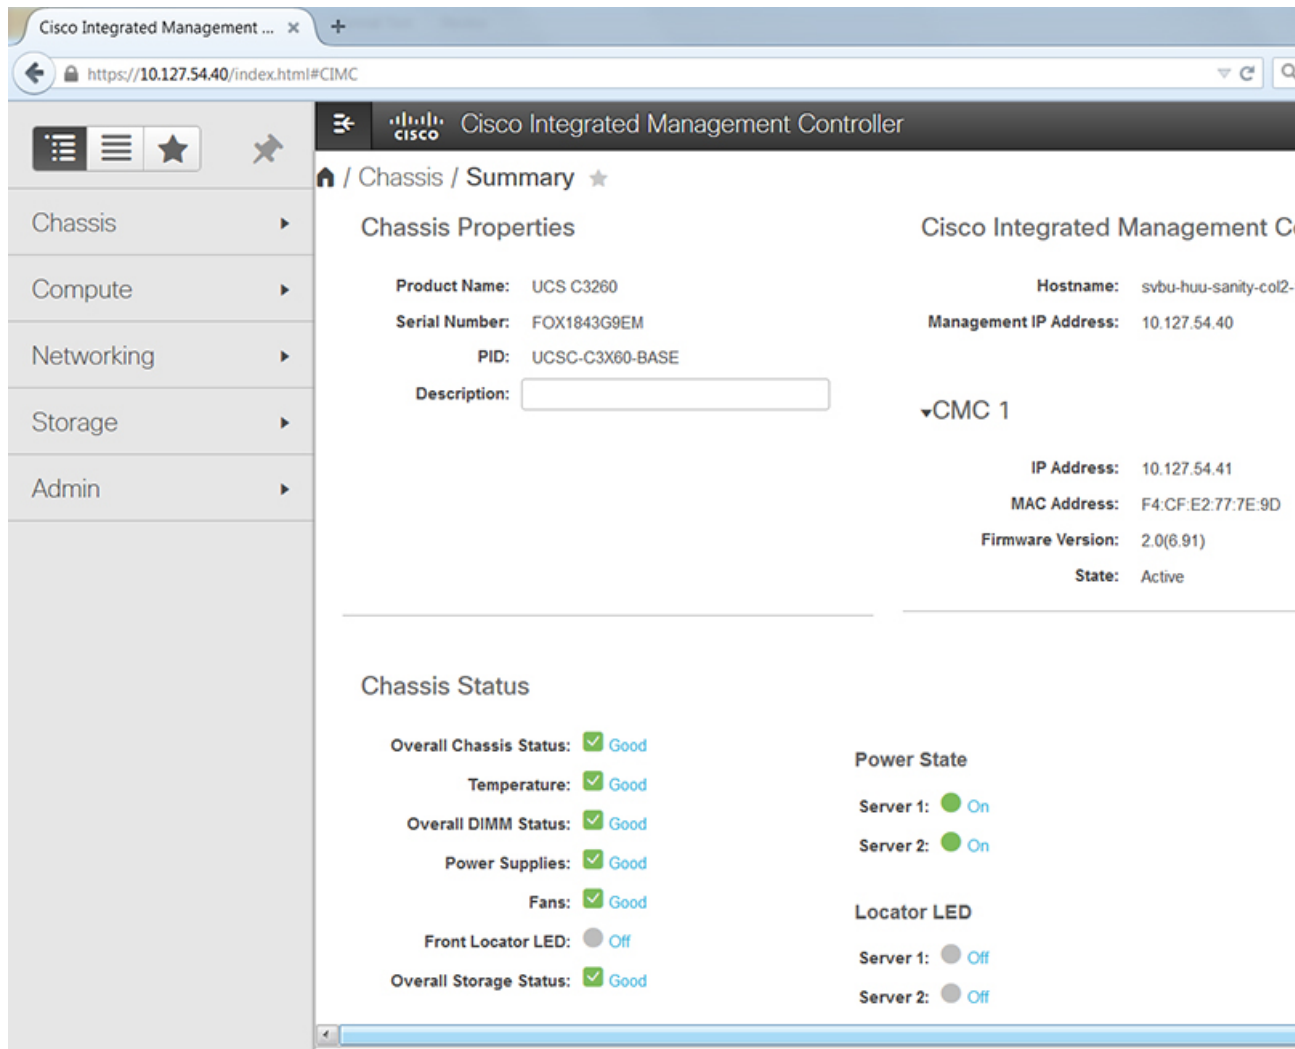 Cisco Integrated Management ... × +
https://10.127.54.40/index.html#CIMC
Cisco Integrated Management Controller
CISCO
/ Chassis / Summary
Chassis
Compute
Networking
Storage
Admin
Chassis Properties
Product Name: UCS C3260
Serial Number: FOX1843G9EM
PID: UCSC-C3X60-BASE
Description:
Cisco Integrated Management
Hostname: svbu-huu-sanity-col2-
Management IP Address: 10.127.54.40
CMC 1
IP Address: 10.127.54.41
MAC Address: F4:CF:E2:77:7E:9D
Firmware Version: 2.0(6.91)
State: Active
Chassis Status
Overall Chassis Status: Good
Temperature: Good
Overall DIMM Status: Good
Power Supplies: Good
Fans: Good
Front Locator LED: Off
Overall Storage Status: Good
Power State
Server 1: On
Server 2: On
Locator LED
Server 1: Off
Server 2: Off